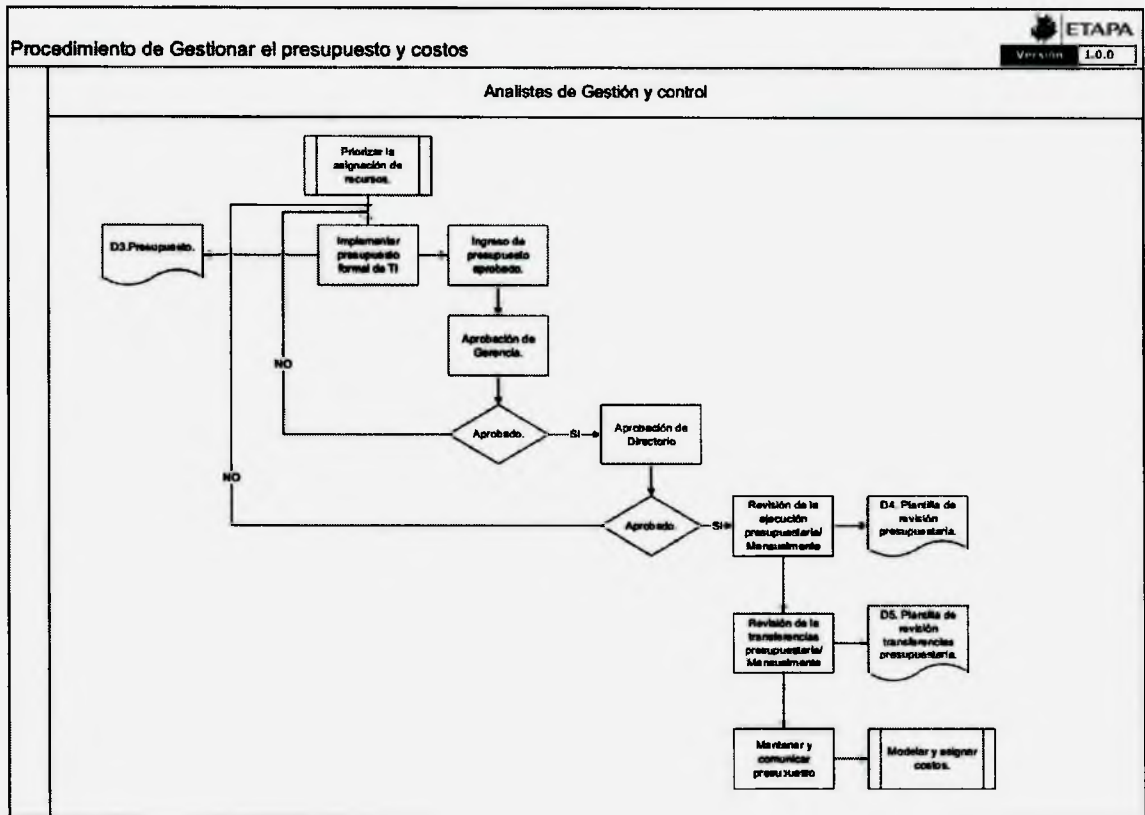 ETAPA
Procedimiento de Gestionar el presupuesto y costos
Versión 1.0.0
Analistas de Gestión y control
Priorizar la
asignación de
recursos.
D3.Presupuesto.
Implementar
presupuesto
formal de TI
Ingreso de
presupuesto
aprobado.
Aprobación de
Gerencia.
NO
Aprobado.
SI
Aprobación de
Directorio
NO
Aprobado.
SI
Revisión de la
ejecución
presupuestaria/
Mensualmente
D4. Plantilla de
revisión
presupuestaria.
Revisión de la
transferencias
presupuestaria/
Mensualmente
D5. Plantilla de
revisión
transferencias
presupuestaria.
Mantener y
comunicar
presupuesto
Modelar y asignar
costos.